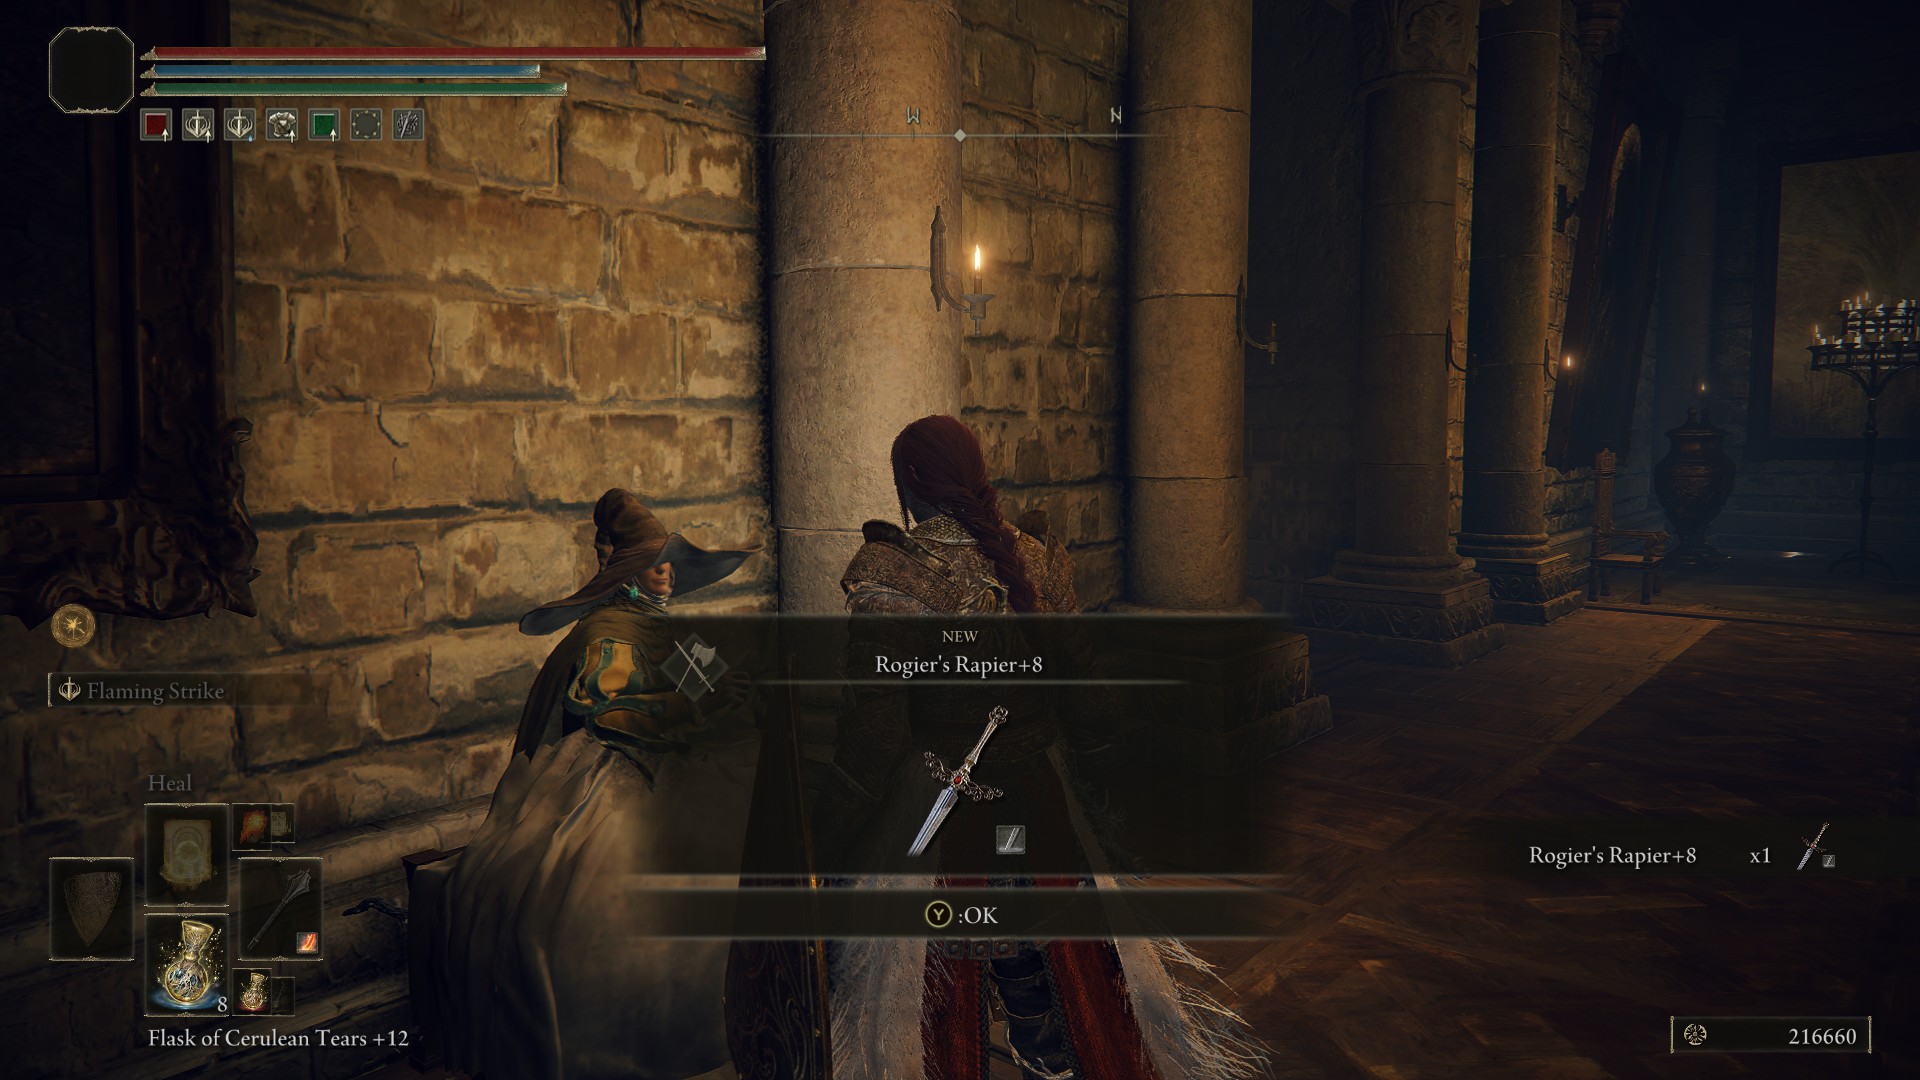 W
N
NEW
Rogier's Rapier+8
Flaming Strike
Heal
Rogier's Rapier+8 x1
Y :OK
8
Flask of Cerulean Tears +12
216660